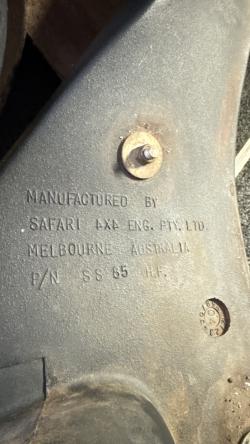 MANUFACTURED BY
SAFARI 4X4 ENG. PTY. LTD.
MELBOURNE AUSTRALIA
P/N SS 85 H.F.